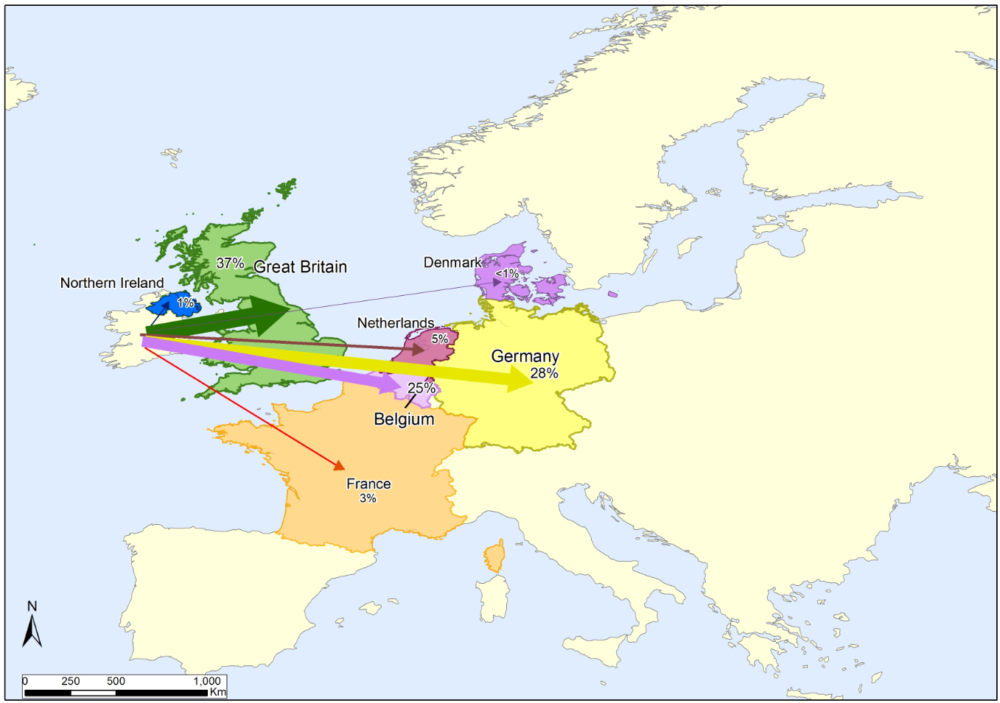 Northern Ireland
1%
37%
Great Britain
Denmark
<1%
Netherlands
5%
Germany
28%
25%
Belgium
France
3%
N
0 250 500 1,000
Km